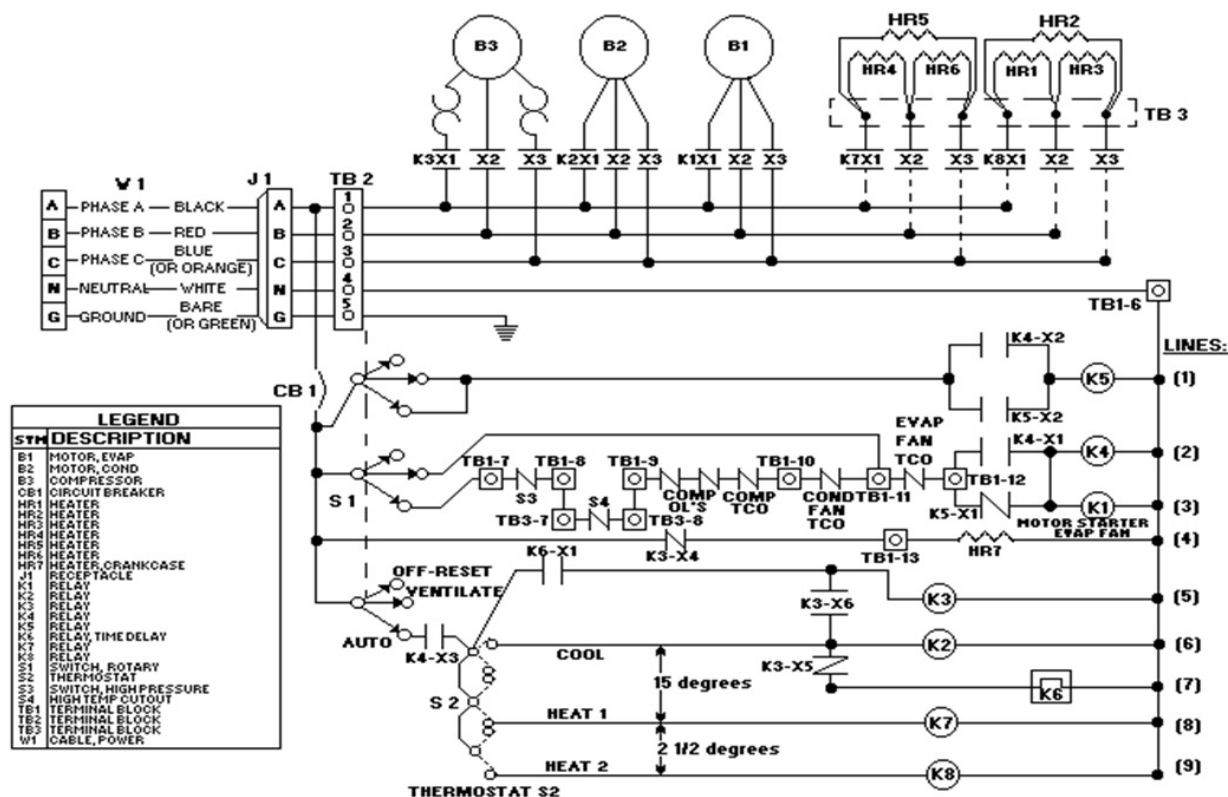 HR5
HR2
B3
B2
B1
HR4
HR6
HR1
HR3
TB 3
K3X1
X2
X3
K2X1
X2
X3
K1X1
X2
X3
K7X1
X2
X3
K8X1
X2
X3
W 1
J 1
TB 2
A PHASE A BLACK A 1
B PHASE B RED B 2
C PHASE C BLUE (OR ORANGE) C 3
N NEUTRAL WHITE N 4
G GROUND BARE (OR GREEN) G 5
TB1-6
LINES:
K4-X2
CB 1
K5 (1)
K5-X2
EVAP FAN TCO
K4-X1
K4 (2)
S 1
TB1-7
S3
TB1-8
TB1-9
COMP OL'S
COMP TCO
TB1-10
COND FAN TCO
TB1-11
TB1-12
TB3-7
S4
TB3-8
K5-X1
K1 (3)
MOTOR STARTER EVAP FAM
K3-X4
TB1-13
HR7
(4)
K6-X1
OFF-RESET
VENTILATE
AUTO
K4-X3
K3-X6
K3 (5)
COOL
K2 (6)
K3-X5
15 degrees
K6 (7)
S 2
HEAT 1
K7 (8)
2 1/2 degrees
HEAT 2
K8 (9)
THERMOSTAT S2
LEGEND
STM DESCRIPTION
B1 MOTOR, EVAP
B2 MOTOR, COND
B3 COMPRESSOR
CB1 CIRCUIT BREAKER
HR1 HEATER
HR2 HEATER
HR3 HEATER
HR4 HEATER
HR5 HEATER
HR6 HEATER
HR7 HEATER, CRANKCASE
J1 RECEPTACLE
K1 RELAY
K2 RELAY
K3 RELAY
K4 RELAY
K5 RELAY
K6 RELAY, TIME DELAY
K7 RELAY
K8 RELAY
S1 SWITCH, ROTARY
S2 THERMOSTAT
S3 SWITCH, HIGH PRESSURE
S4 HIGH TEMP CUTOUT
TB1 TERMINAL BLOCK
TB2 TERMINAL BLOCK
TB3 TERMINAL BLOCK
W1 CABLE, POWER